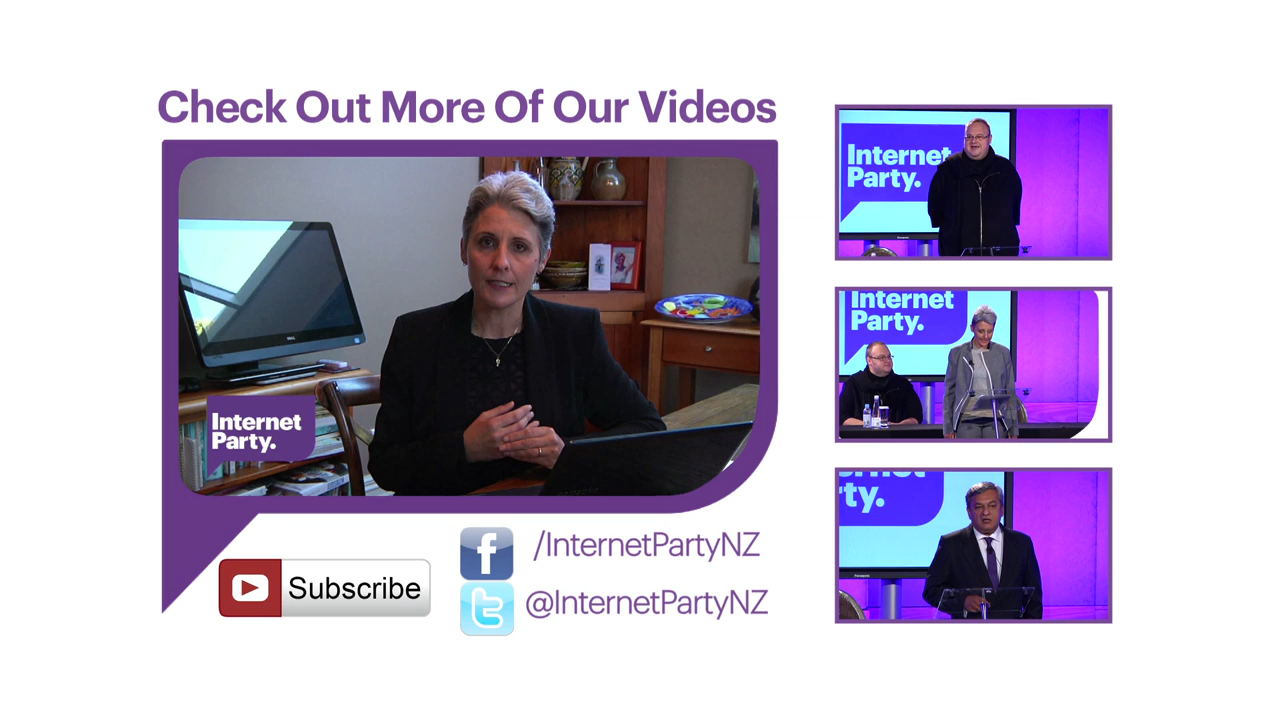 Check Out More Of Our Videos
Internet
Party.
Subscribe
f
/InternetPartyNZ
t
@InternetPartyNZ
Internet
Party.
Internet
Party.
rty.